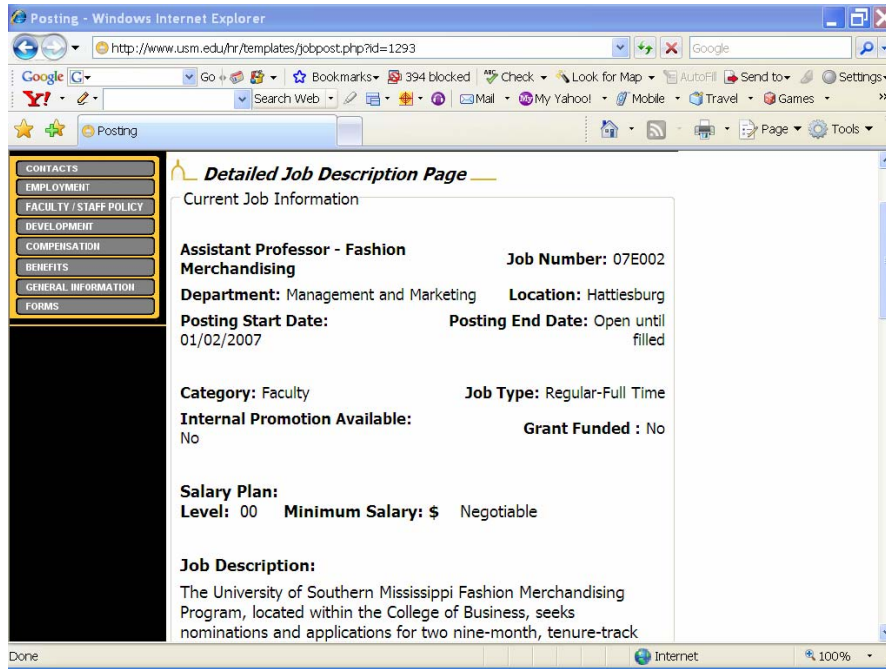 Posting - Windows Internet Explorer
http://www.usm.edu/hr/templates/jobpost.php?id=1293
Google
Google G Go Bookmarks 394 blocked Check Look for Map AutoFill Send to Settings
Y! Search Web Mail My Yahoo! Mobile Travel Games »
Posting Page Tools
CONTACTS
EMPLOYMENT
FACULTY / STAFF POLICY
DEVELOPMENT
COMPENSATION
BENEFITS
GENERAL INFORMATION
FORMS
Detailed Job Description Page
Current Job Information
Assistant Professor - Fashion
Merchandising
Job Number: 07E002
Department: Management and Marketing Location: Hattiesburg
Posting Start Date:
01/02/2007
Posting End Date: Open until
filled
Category: Faculty Job Type: Regular-Full Time
Internal Promotion Available:
No
Grant Funded : No
Salary Plan:
Level: 00 Minimum Salary: $ Negotiable
Job Description:
The University of Southern Mississippi Fashion Merchandising
Program, located within the College of Business, seeks
nominations and applications for two nine-month, tenure-track
Done Internet 100%